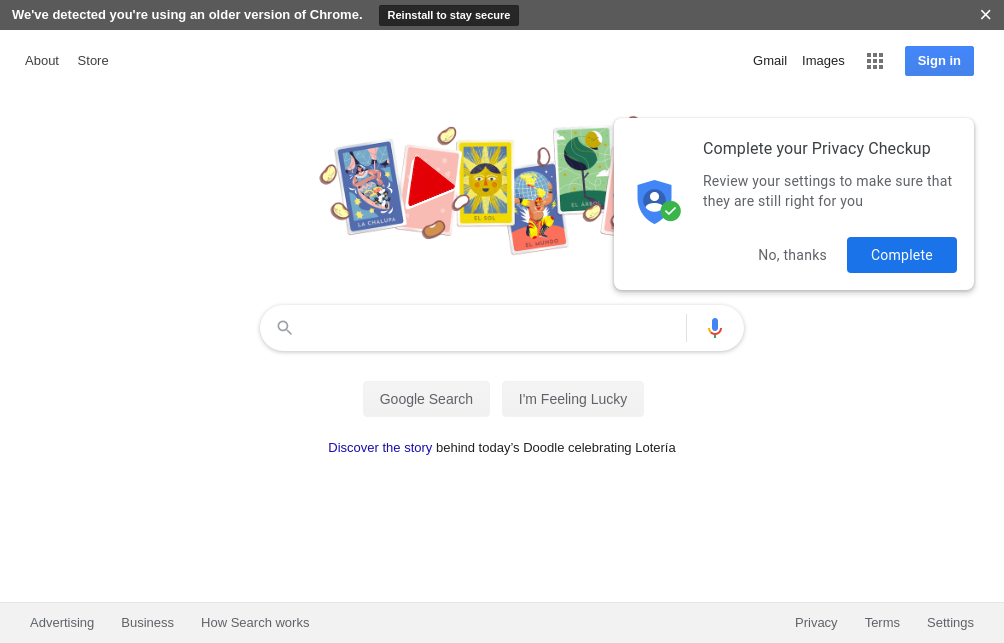 We've detected you're using an older version of Chrome. Reinstall to stay secure
About Store Gmail Images Sign in
LA CHALUPA
EL SOL
EL MUNDO
Complete your Privacy Checkup
Review your settings to make sure that
they are still right for you
No, thanks Complete
Google Search I'm Feeling Lucky
Discover the story behind today's Doodle celebrating Lotería
Advertising Business How Search works Privacy Terms Settings